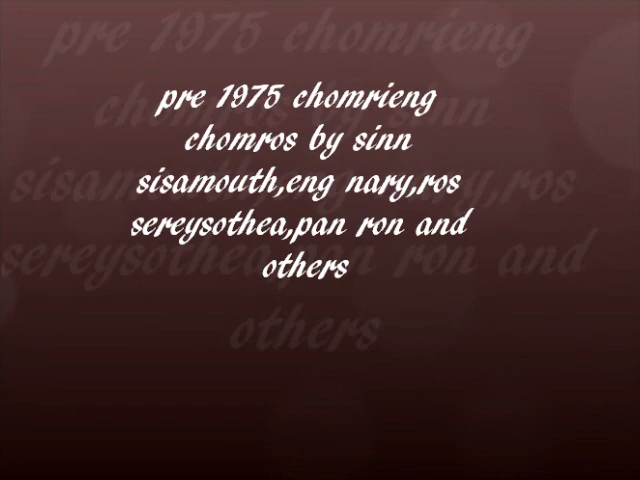 pre 1975 chomrieng
chomros by sinn
sisamouth,eng nary,ros
sereysothea,pan ron and
others